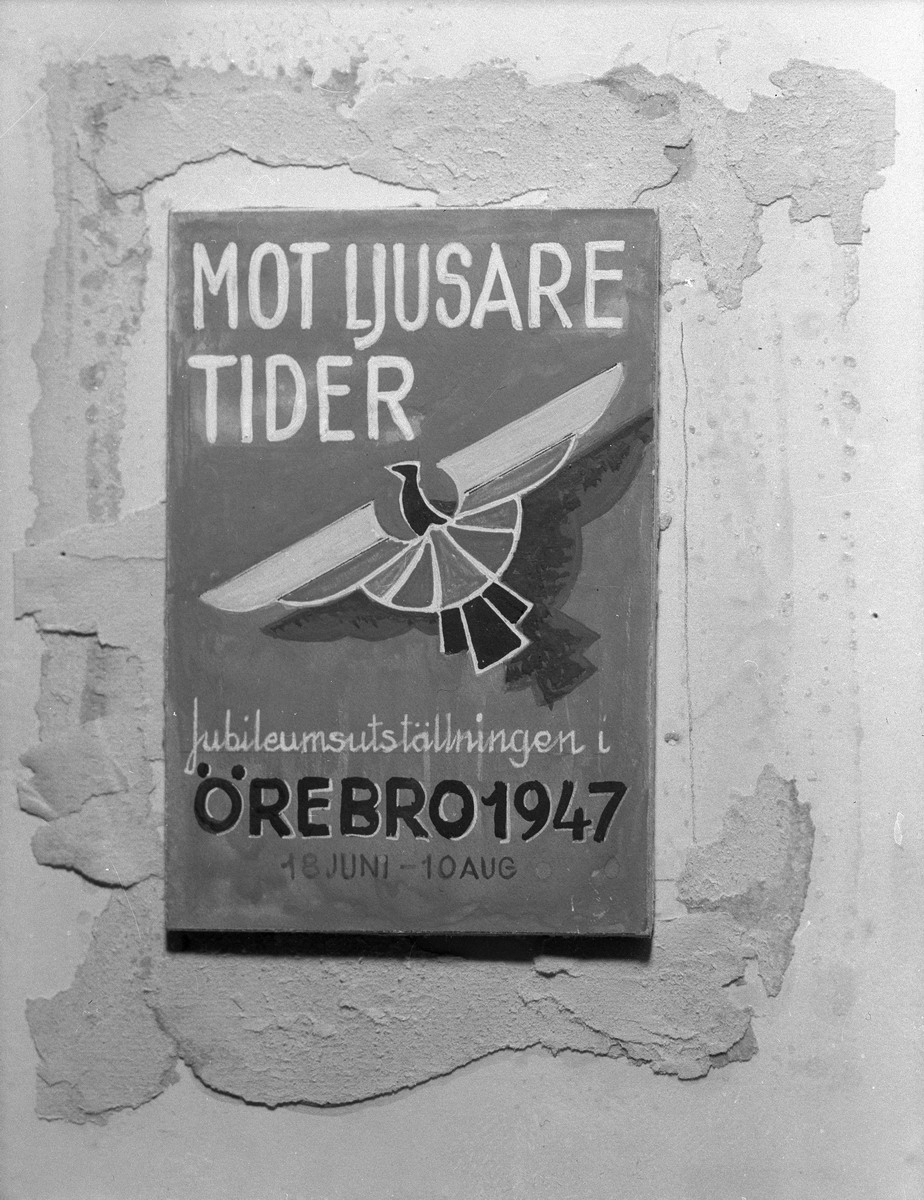 MOT LJUSARE
TIDER
Jubileumsutställningen i
ÖREBRO 1947
18 JUNI - 10 AUG